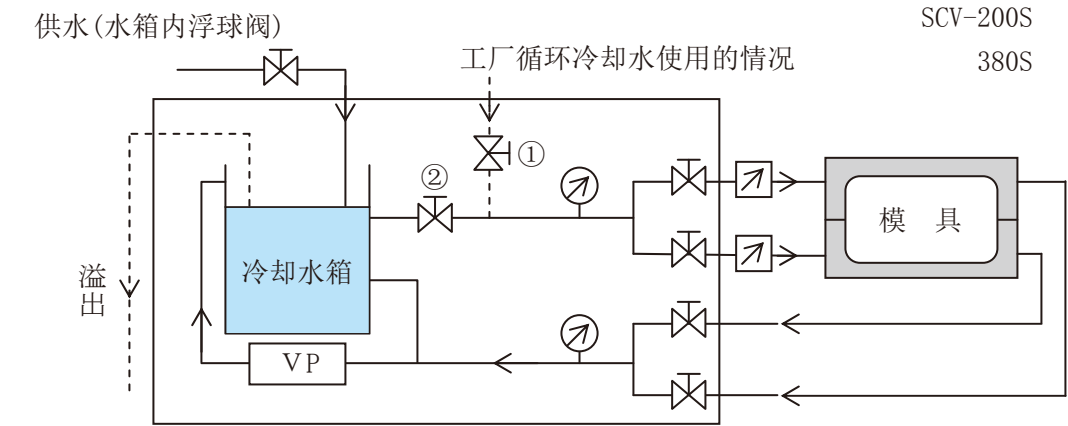 供水(水箱内浮球阀)
SCV-200S
380S
工厂循环冷却水使用的情况
①
②
模 具
冷却水箱
溢出
VP